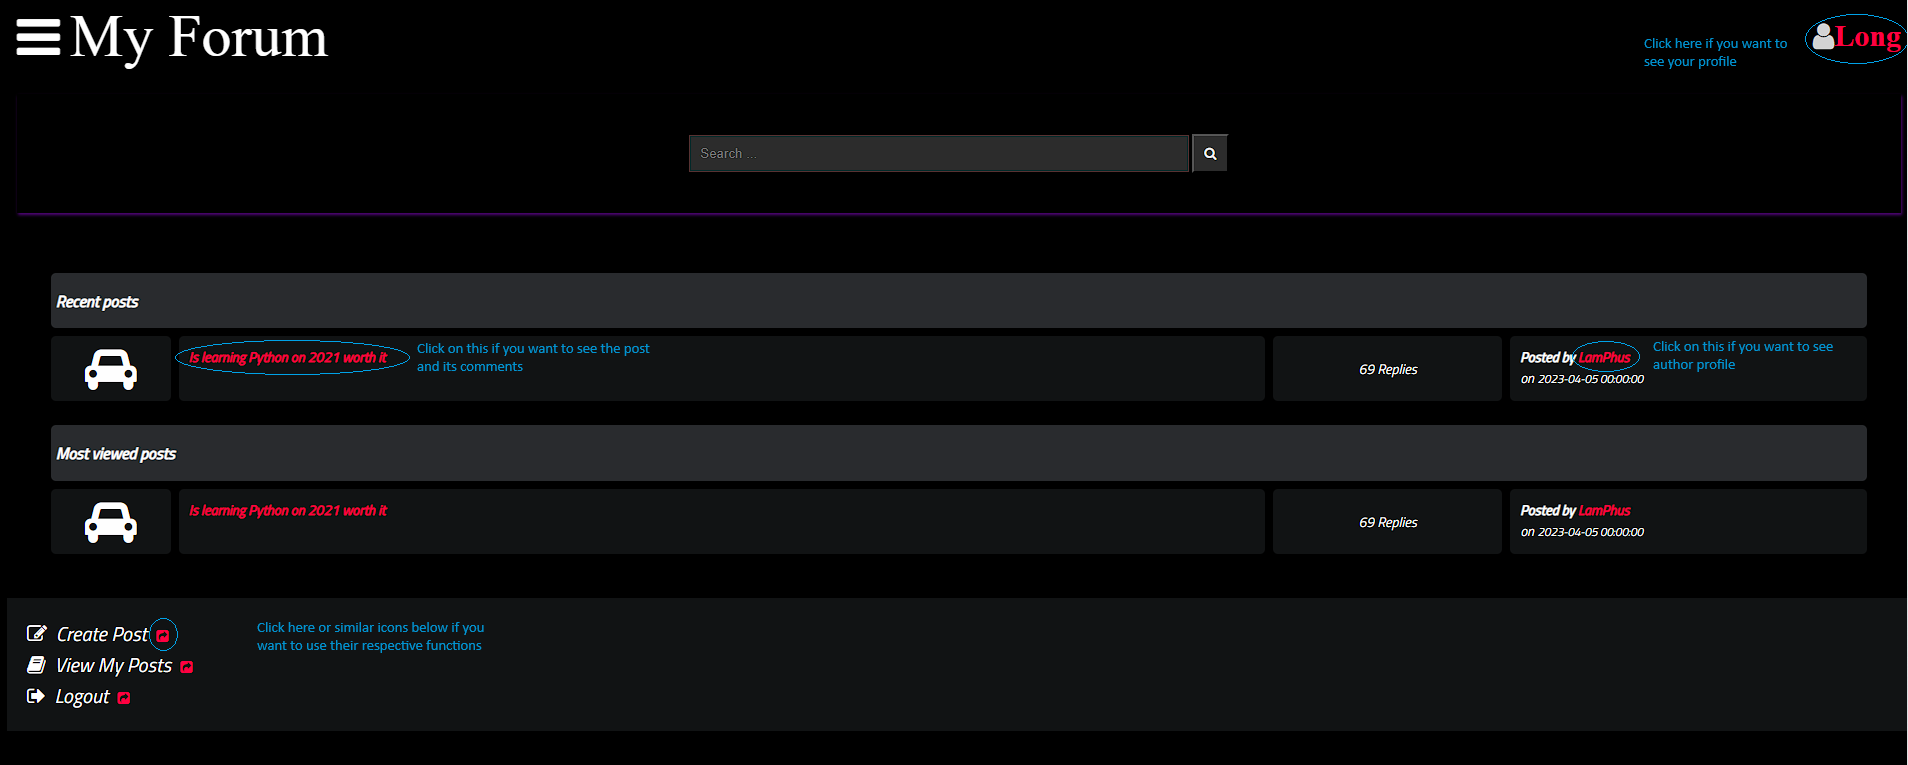 My Forum
Click here if you want to
see your profile
Long
Search ...
Recent posts
Is learning Python on 2021 worth it
Click on this if you want to see the post
and its comments
69 Replies
Posted by LamPhus
on 2023-04-05 00:00:00
Click on this if you want to see
author profile
Most viewed posts
Is learning Python on 2021 worth it
69 Replies
Posted by LamPhus
on 2023-04-05 00:00:00
Create Post
View My Posts
Logout
Click here or similar icons below if you
want to use their respective functions